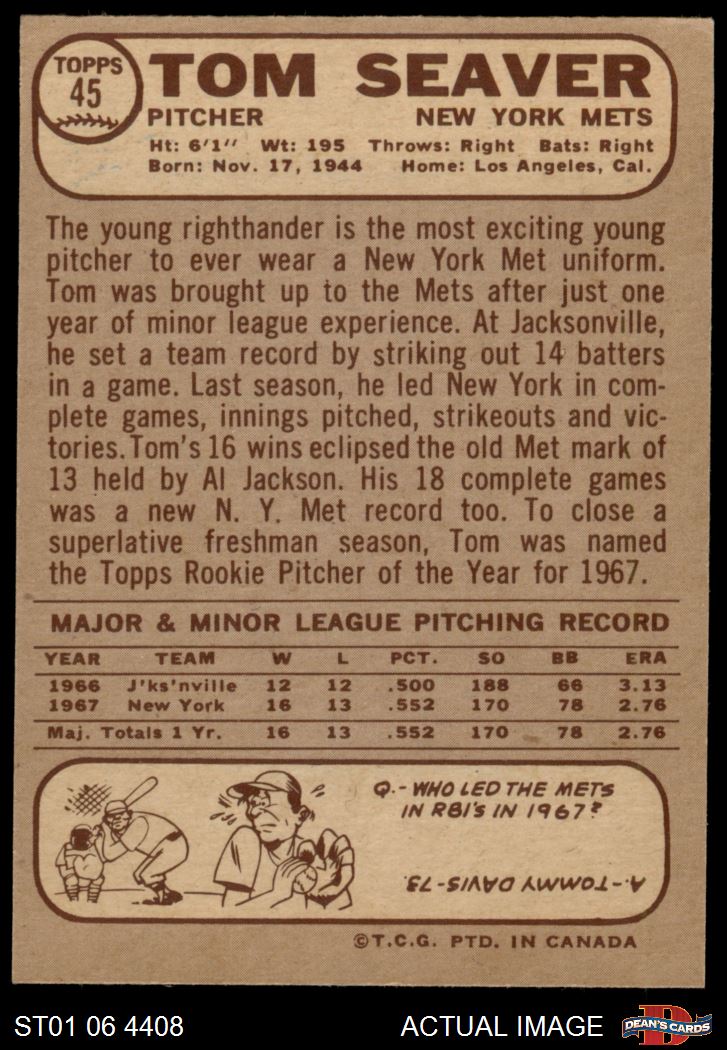 TOPPS
45
TOM SEAVER
PITCHER NEW YORK METS
Ht: 6'1" Wt: 195 Throws: Right Bats: Right
Born: Nov. 17, 1944 Home: Los Angeles, Cal.
The young righthander is the most exciting young
pitcher to ever wear a New York Met uniform.
Tom was brought up to the Mets after just one
year of minor league experience. At Jacksonville,
he set a team record by striking out 14 batters
in a game. Last season, he led New York in com-
plete games, innings pitched, strikeouts and vic-
tories. Tom's 16 wins eclipsed the old Met mark of
13 held by Al Jackson. His 18 complete games
was a new N. Y. Met record too. To close a
superlative freshman season, Tom was named
the Topps Rookie Pitcher of the Year for 1967.
MAJOR & MINOR LEAGUE PITCHING RECORD
YEAR TEAM W L PCT. SO BB ERA
1966 J'ks'nville 12 12 .500 188 66 3.13
1967 New York 16 13 .552 170 78 2.76
Maj. Totals 1 Yr. 16 13 .552 170 78 2.76
Q.- WHO LED THE METS
IN RBI'S IN 1967?
A.- TOMMY DAVIS - 73.
©T.C.G. PTD. IN CANADA
ST01 06 4408 ACTUAL IMAGE
D
DEAN'S CARDS